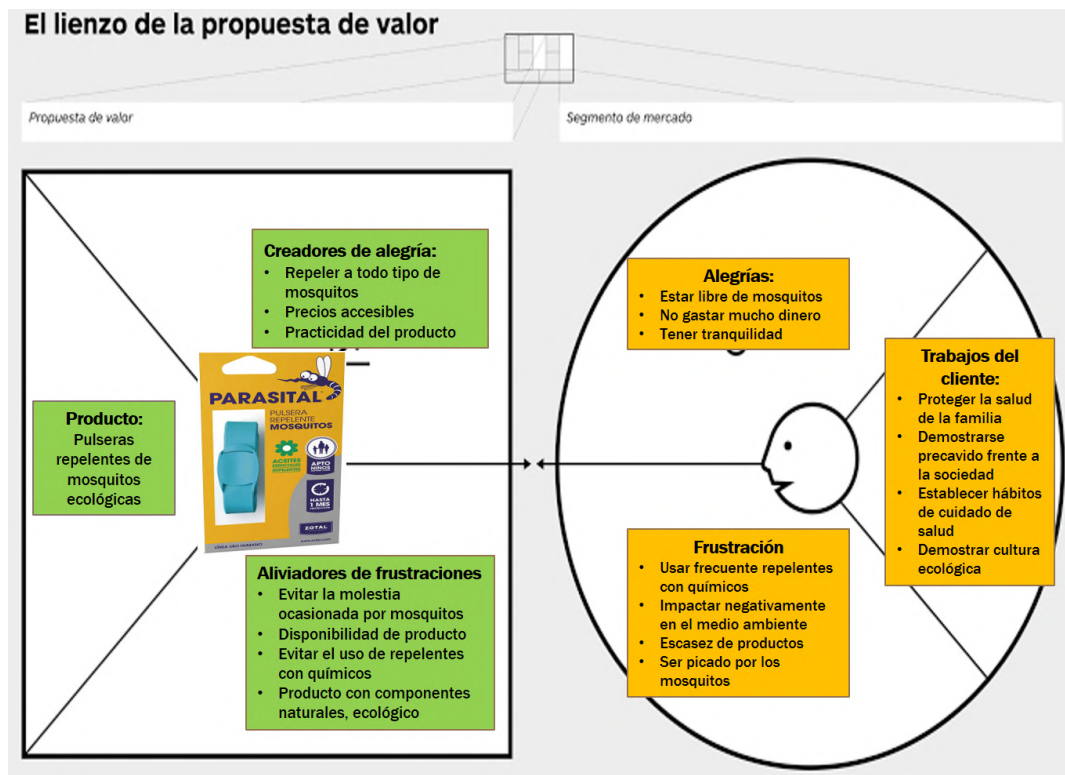 El lienzo de la propuesta de valor
Propuesta de valor
Segmento de mercado
Creadores de alegría:
• Repeler a todo tipo de
mosquitos
• Precios accesibles
• Practicidad del producto
Producto:
Pulseras
repelentes de
mosquitos
ecológicas
PARASITAL
PULSERA
REPELENTE
MOSQUITOS
ACEITES
APTO
NIÑOS
HASTA
1 MES
ZOTAL
Aliviadores de frustraciones
• Evitar la molestia
ocasionada por mosquitos
• Disponibilidad de producto
• Evitar el uso de repelentes
con químicos
• Producto con componentes
naturales, ecológico
Alegrías:
• Estar libre de mosquitos
• No gastar mucho dinero
• Tener tranquilidad
Trabajos del
cliente:
• Proteger la salud
de la familia
• Demostrarse
precavido frente a
la sociedad
• Establecer hábitos
de cuidado de
salud
• Demostrar cultura
ecológica
Frustración
• Usar frecuente repelentes
con químicos
• Impactar negativamente
en el medio ambiente
• Escasez de productos
• Ser picado por los
mosquitos